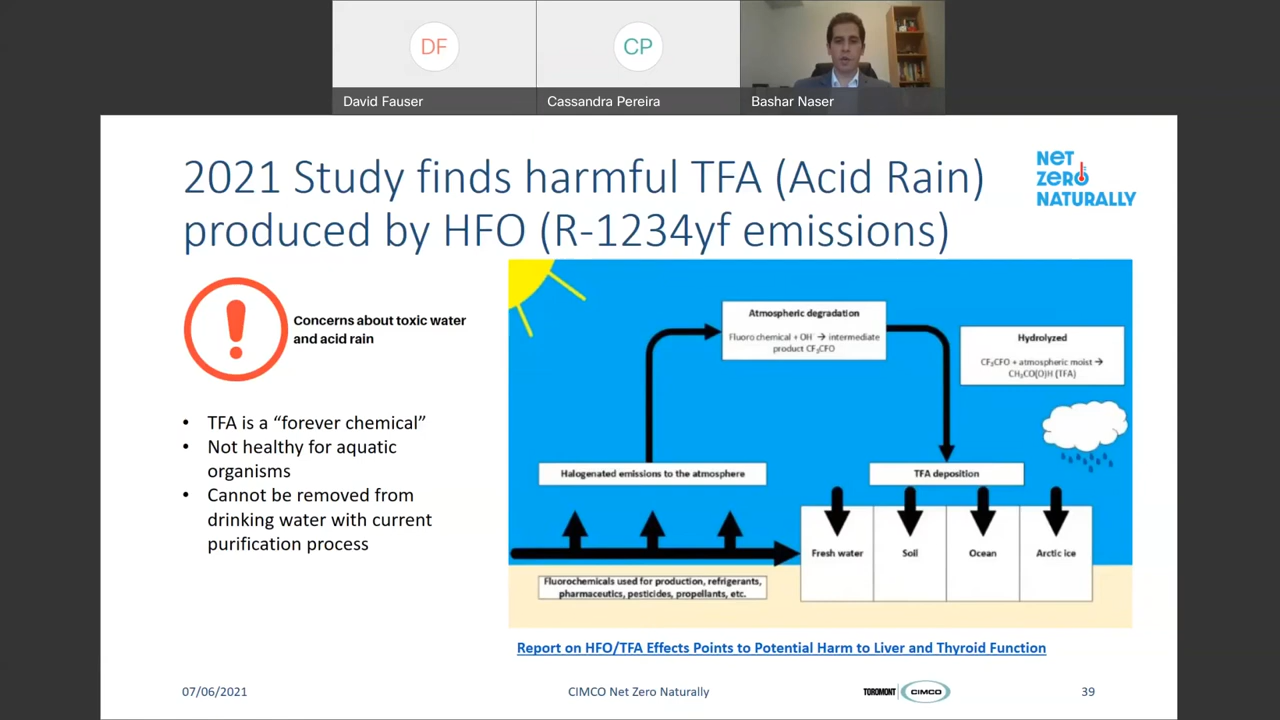 DF
CP
David Fauser
Cassandra Pereira
Bashar Naser
2021 Study finds harmful TFA (Acid Rain)
produced by HFO (R-1234yf emissions)
NET
ZERO
NATURALLY
Concerns about toxic water
and acid rain
• TFA is a “forever chemical”
• Not healthy for aquatic
organisms
• Cannot be removed from
drinking water with current
purification process
Atmospheric degradation
Fluoro chemical + OH⁻ → intermediate
product CF₃CFO
Hydrolyzed
CF₃CFO + atmospheric moist →
CH₃CO(O)H (TFA)
Halogenated emissions to the atmosphere
TFA deposition
Fresh water
Soil
Ocean
Arctic ice
Fluorochemicals used for production, refrigerants,
pharmaceutics, pesticides, propellants, etc.
Report on HFO/TFA Effects Points to Potential Harm to Liver and Thyroid Function
07/06/2021
CIMCO Net Zero Naturally
TOROMONT CIMCO
39